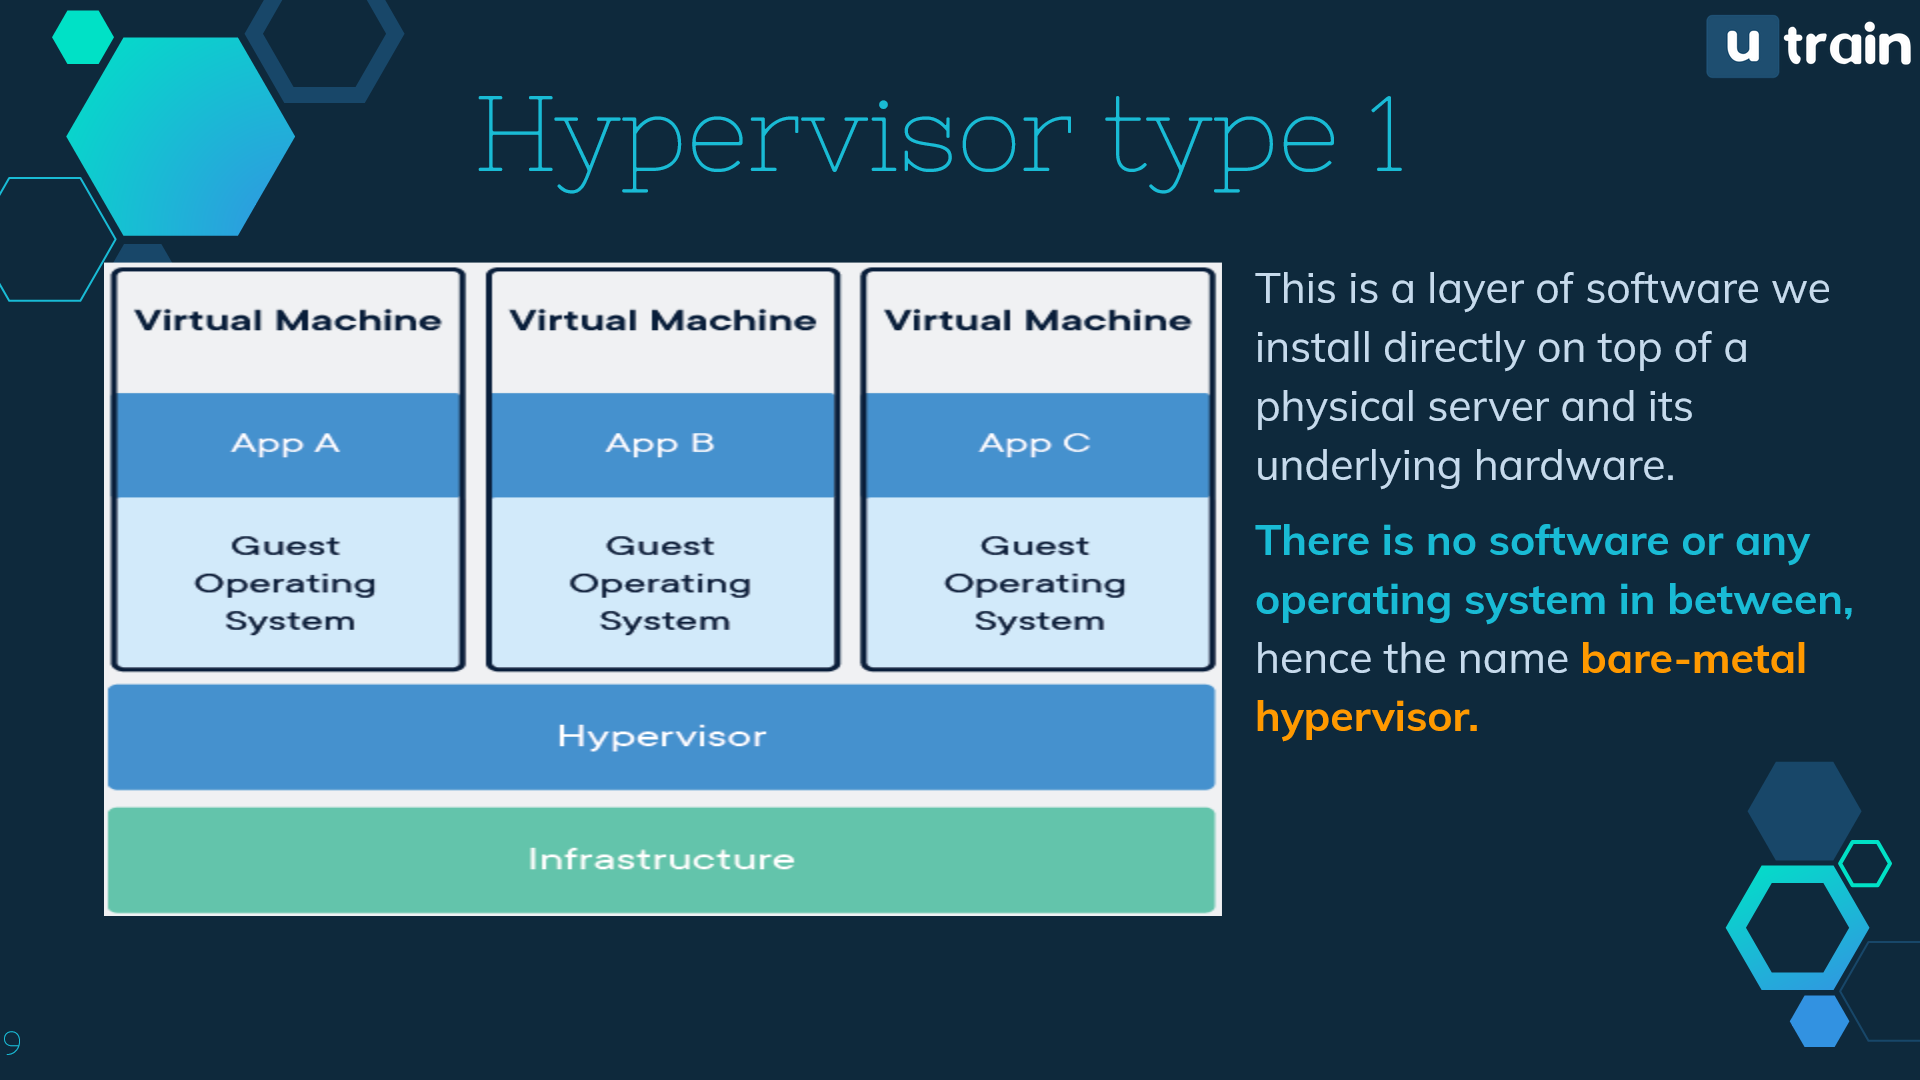 u train
Hypervisor type 1
Virtual Machine
App A
Guest
Operating
System
Virtual Machine
App B
Guest
Operating
System
Virtual Machine
App C
Guest
Operating
System
Hypervisor
Infrastructure
This is a layer of software we
install directly on top of a
physical server and its
underlying hardware.
There is no software or any
operating system in between,
hence the name bare-metal
hypervisor.
9